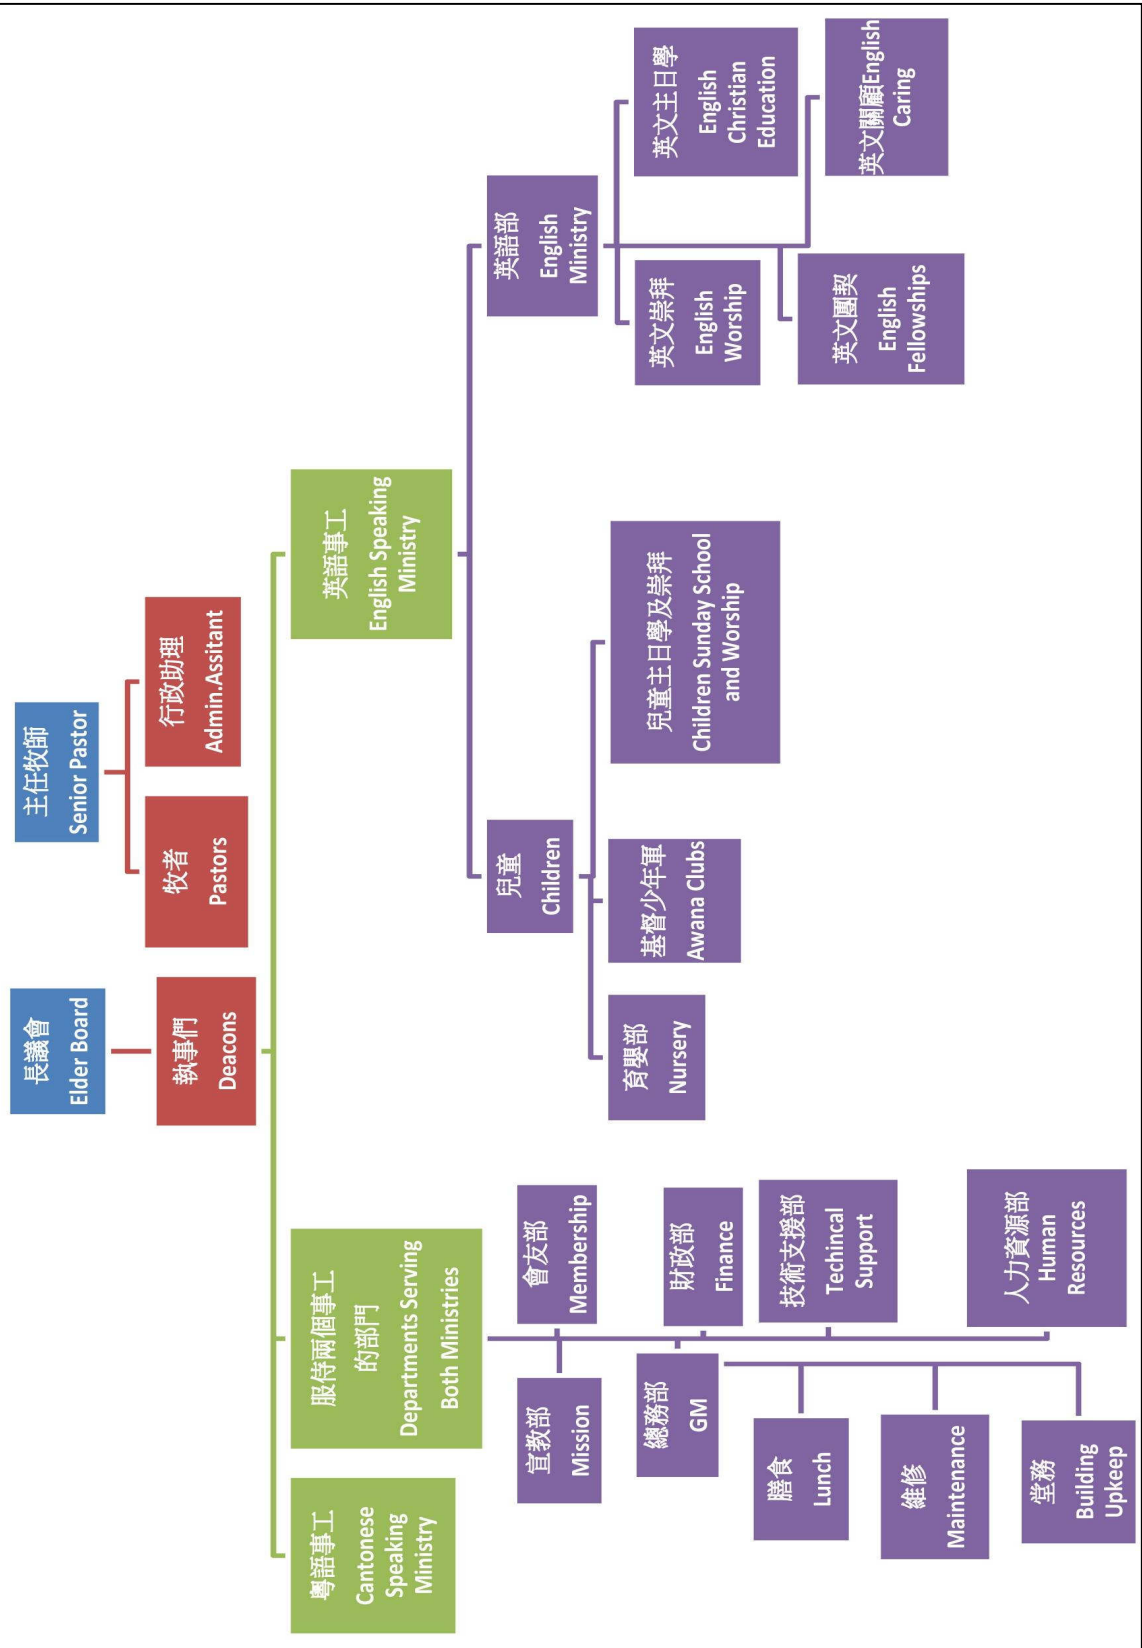 長議會
Elder Board
主任牧師
Senior Pastor
執事們
Deacons
牧者
Pastors
行政助理
Admin.Assitant
粵語事工
Cantonese
Speaking
Ministry
服侍兩個事工
的部門
Departments Serving
Both Ministries
英語事工
English Speaking
Ministry
宣教部
Mission
會友部
Membership
總務部
GM
財政部
Finance
技術支援部
Techincal
Support
人力資源部
Human
Resources
膳食
Lunch
維修
Maintenance
堂務
Building
Upkeep
兒童
Children
育嬰部
Nursery
基督少年軍
Awana Clubs
兒童主日學及崇拜
Children Sunday School
and Worship
英語部
English
Ministry
英文崇拜
English
Worship
英文主日學
English
Christian
Education
英文團契
English
Fellowships
英文關顧English
Caring